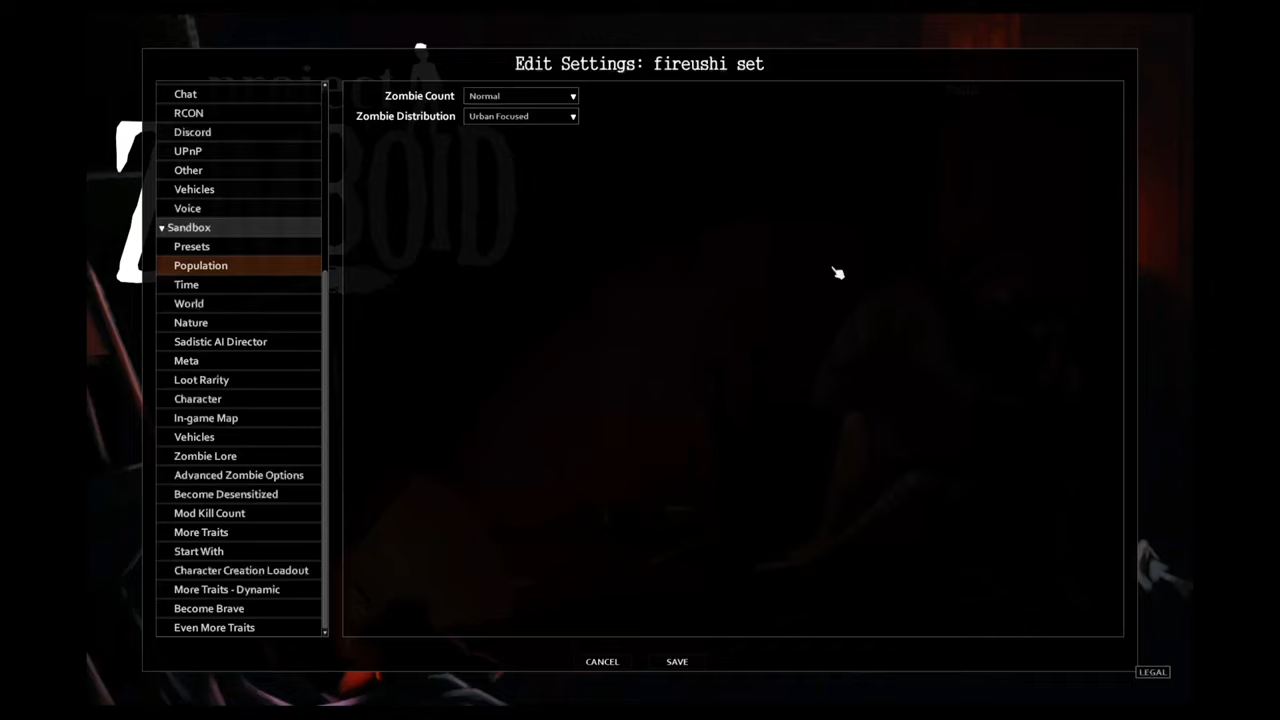 Edit Settings: fireushi set
project
ZOMBOID
Chat
RCON
Discord
UPnP
Other
Vehicles
Voice
Sandbox
Presets
Population
Time
World
Nature
Sadistic AI Director
Meta
Loot Rarity
Character
In-game Map
Vehicles
Zombie Lore
Advanced Zombie Options
Become Desensitized
Mod Kill Count
More Traits
Start With
Character Creation Loadout
More Traits - Dynamic
Become Brave
Even More Traits
Zombie Count Normal
Zombie Distribution Urban Focused
CANCEL SAVE
LEGAL